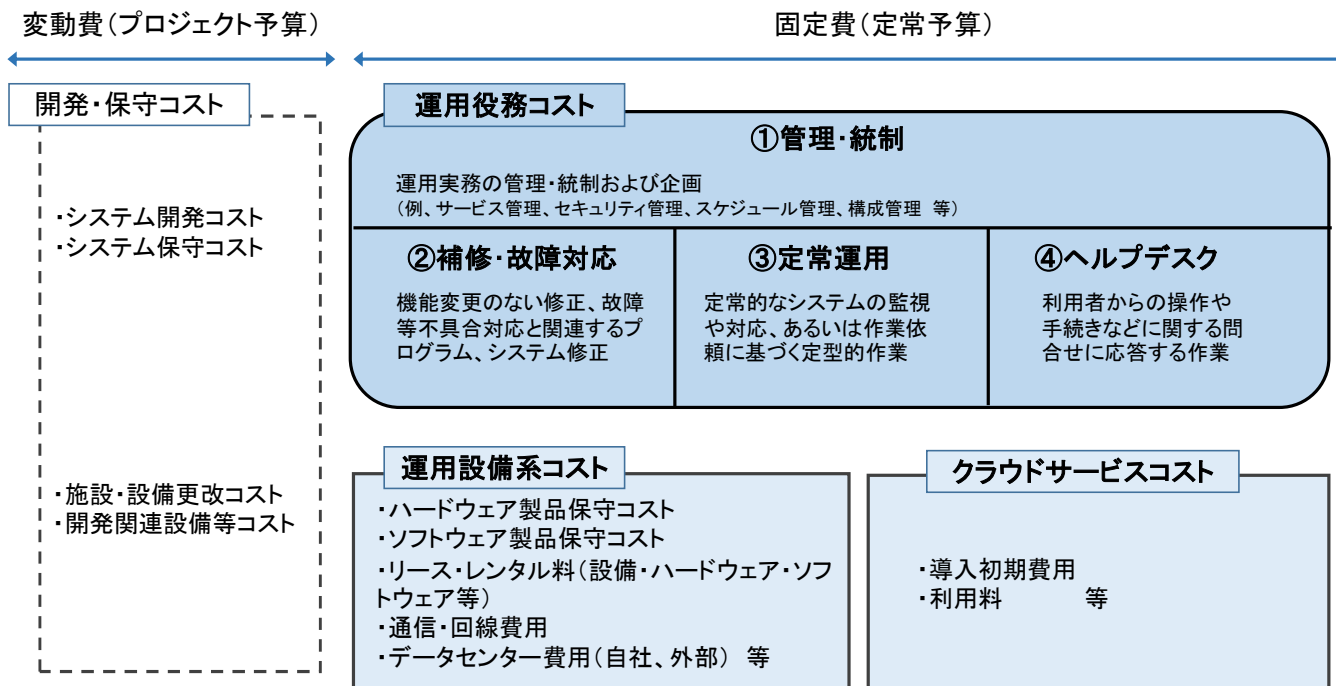 変動費（プロジェクト予算）
固定費（定常予算）
開発・保守コスト
・システム開発コスト
・システム保守コスト
・施設・設備更改コスト
・開発関連設備等コスト
運用役務コスト
①管理・統制
運用実務の管理・統制および企画
（例、サービス管理、セキュリティ管理、スケジュール管理、構成管理 等）
②補修・故障対応
機能変更のない修正、故障
等不具合対応と関連するプ
ログラム、システム修正
③定常運用
定常的なシステムの監視
や対応、あるいは作業依
頼に基づく定型的作業
④ヘルプデスク
利用者からの操作や
手続きなどに関する問
合せに応答する作業
運用設備系コスト
・ハードウェア製品保守コスト
・ソフトウェア製品保守コスト
・リース・レンタル料（設備・ハードウェア・ソフ
トウェア等）
・通信・回線費用
・データセンター費用（自社、外部） 等
クラウドサービスコスト
・導入初期費用
・利用料 等